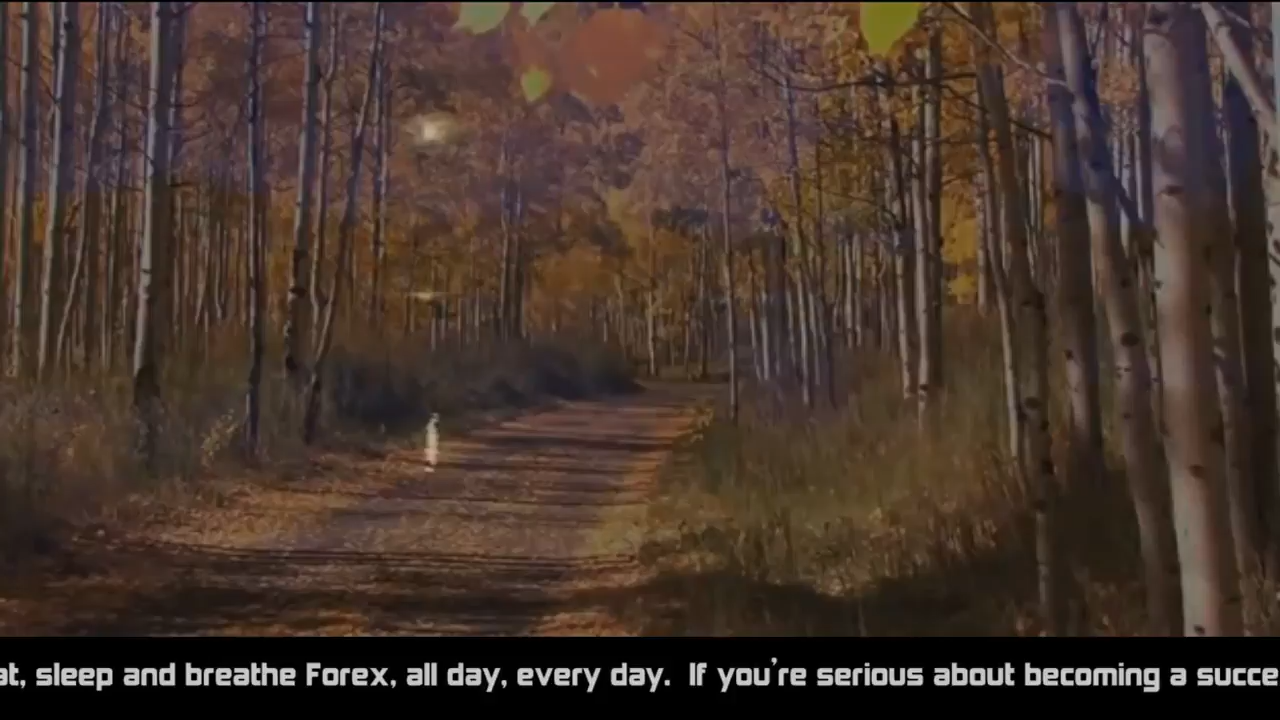 at, sleep and breathe Forex, all day, every day. If you're serious about becoming a succe